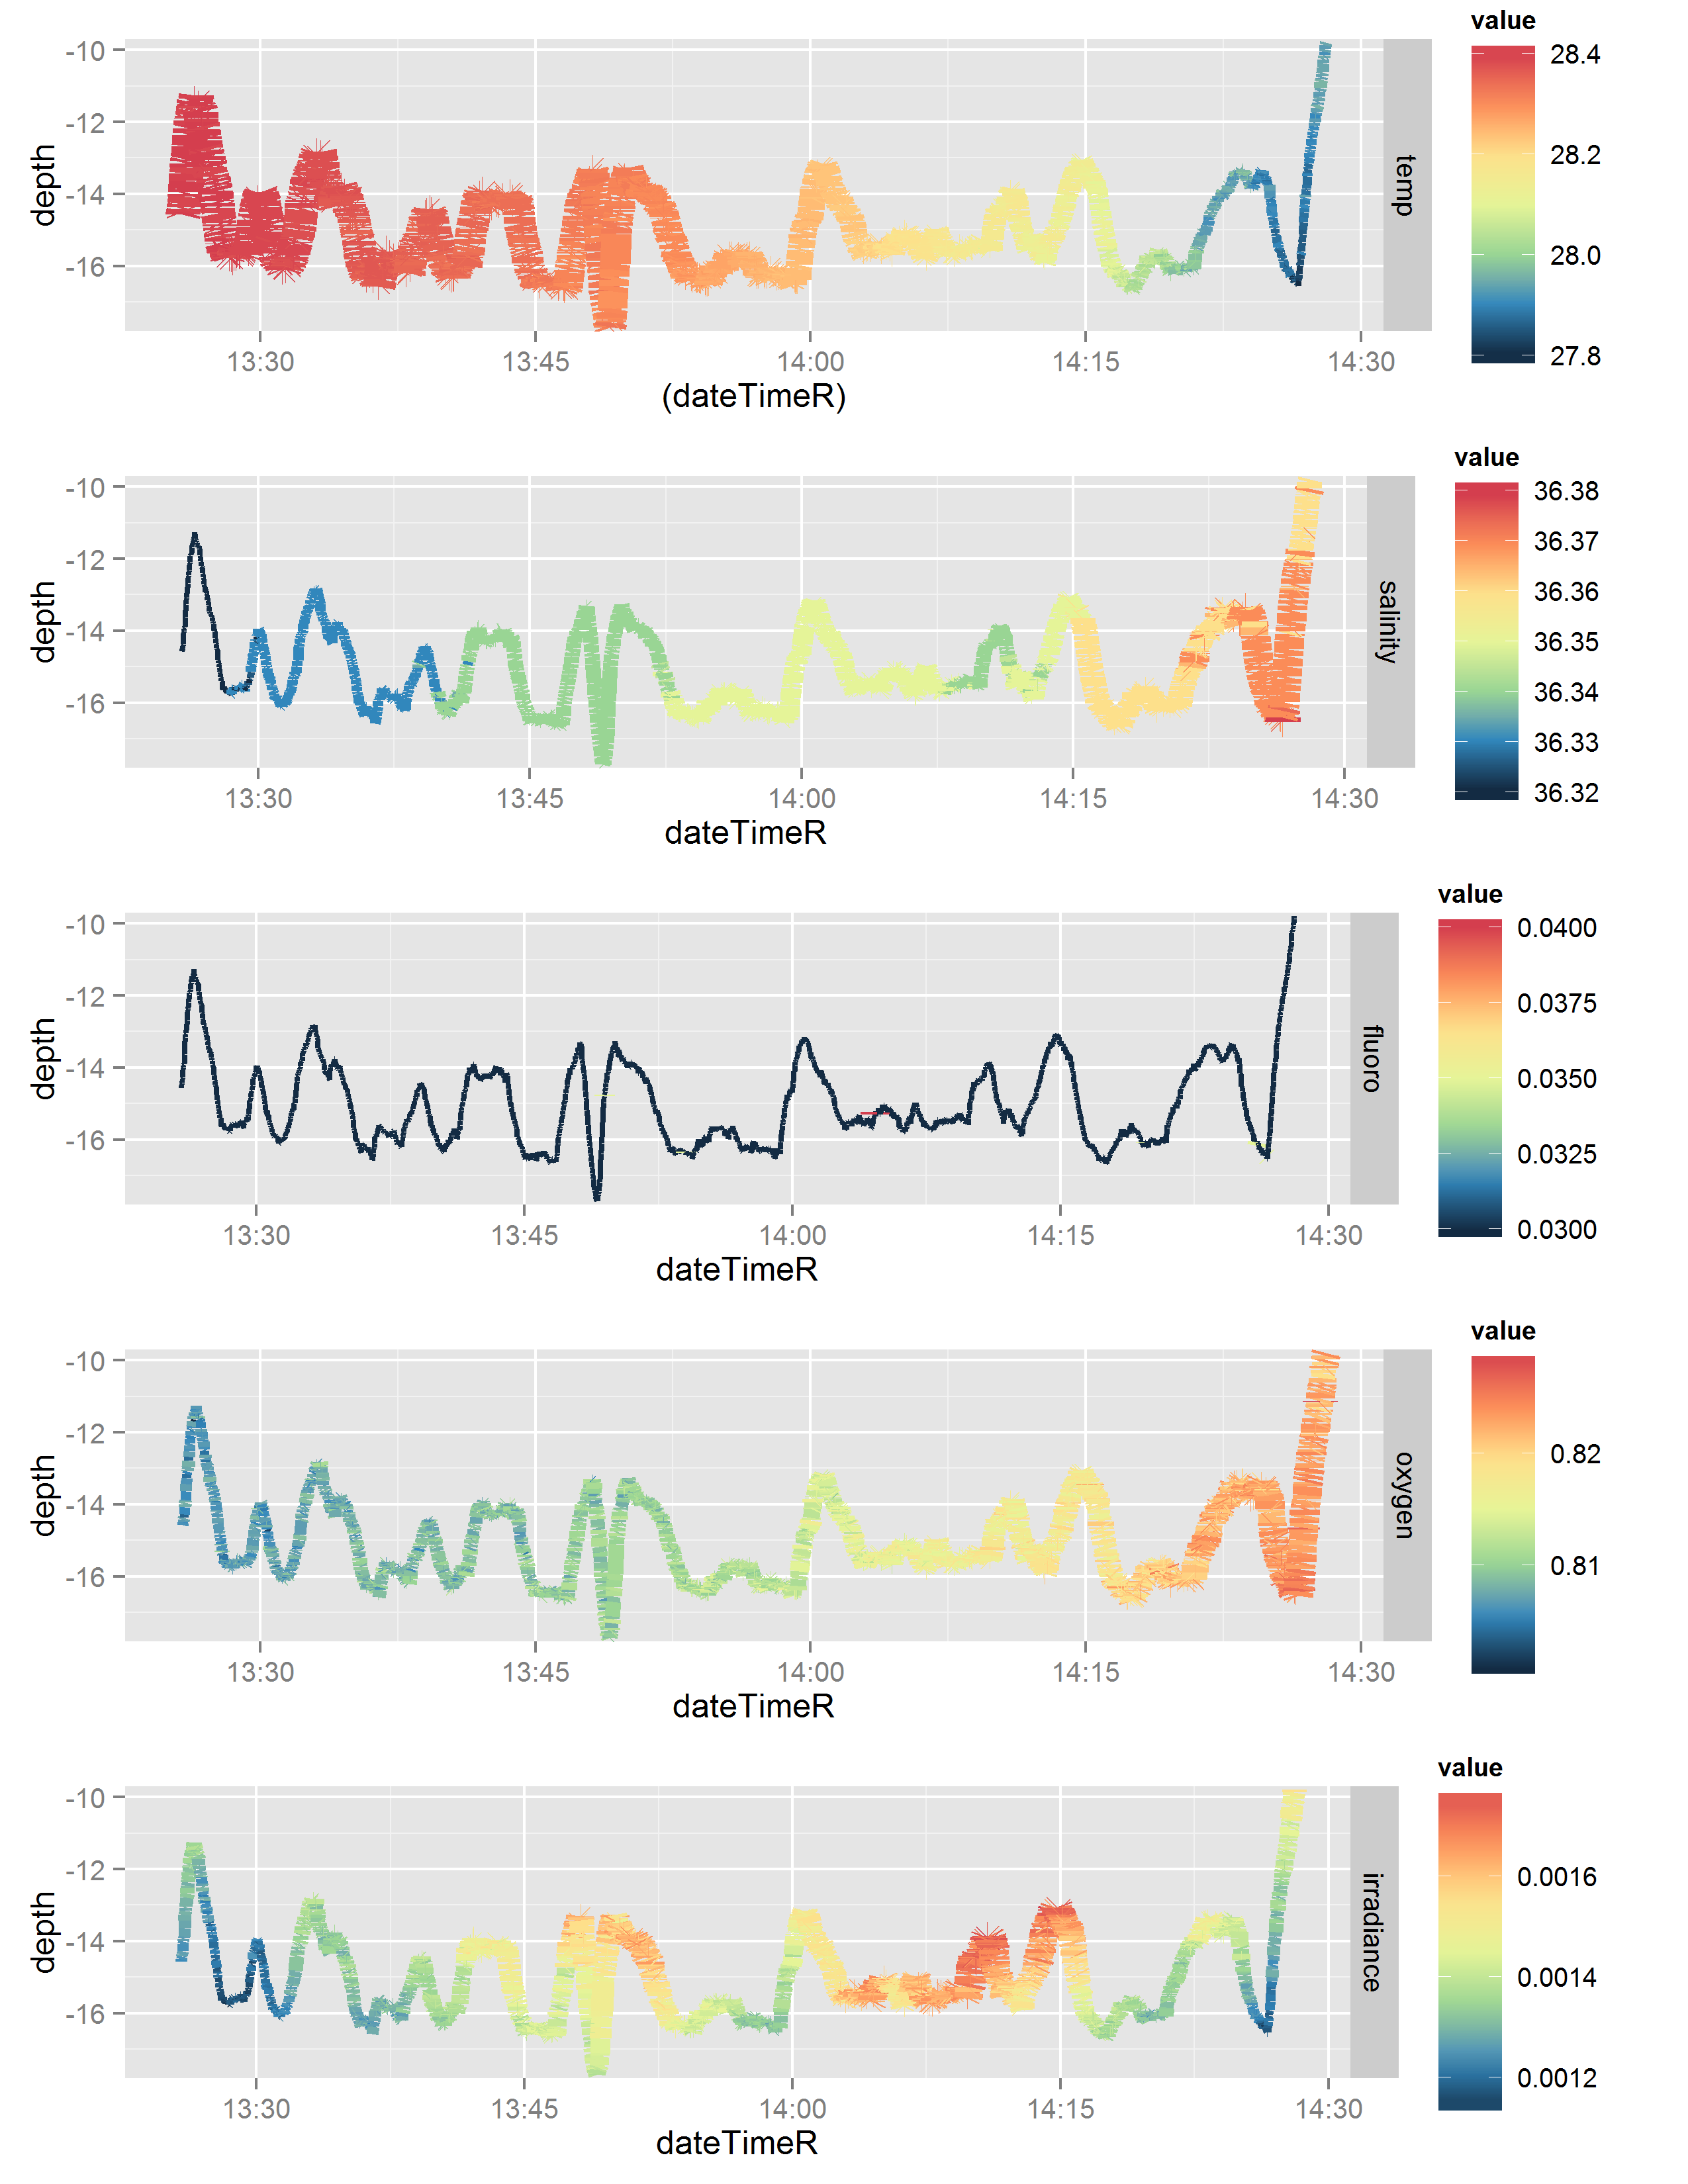 value
-10
-12
-14
-16
depth
temp
28.4
28.2
28.0
27.8
13:30 13:45 14:00 14:15 14:30
(dateTimeR)
value
-10
-12
-14
-16
depth
salinity
36.38
36.37
36.36
36.35
36.34
36.33
36.32
13:30 13:45 14:00 14:15 14:30
dateTimeR
value
-10
-12
-14
-16
depth
fluoro
0.0400
0.0375
0.0350
0.0325
0.0300
13:30 13:45 14:00 14:15 14:30
dateTimeR
value
-10
-12
-14
-16
depth
oxygen
0.82
0.81
13:30 13:45 14:00 14:15 14:30
dateTimeR
value
-10
-12
-14
-16
depth
irradiance
0.0016
0.0014
0.0012
13:30 13:45 14:00 14:15 14:30
dateTimeR